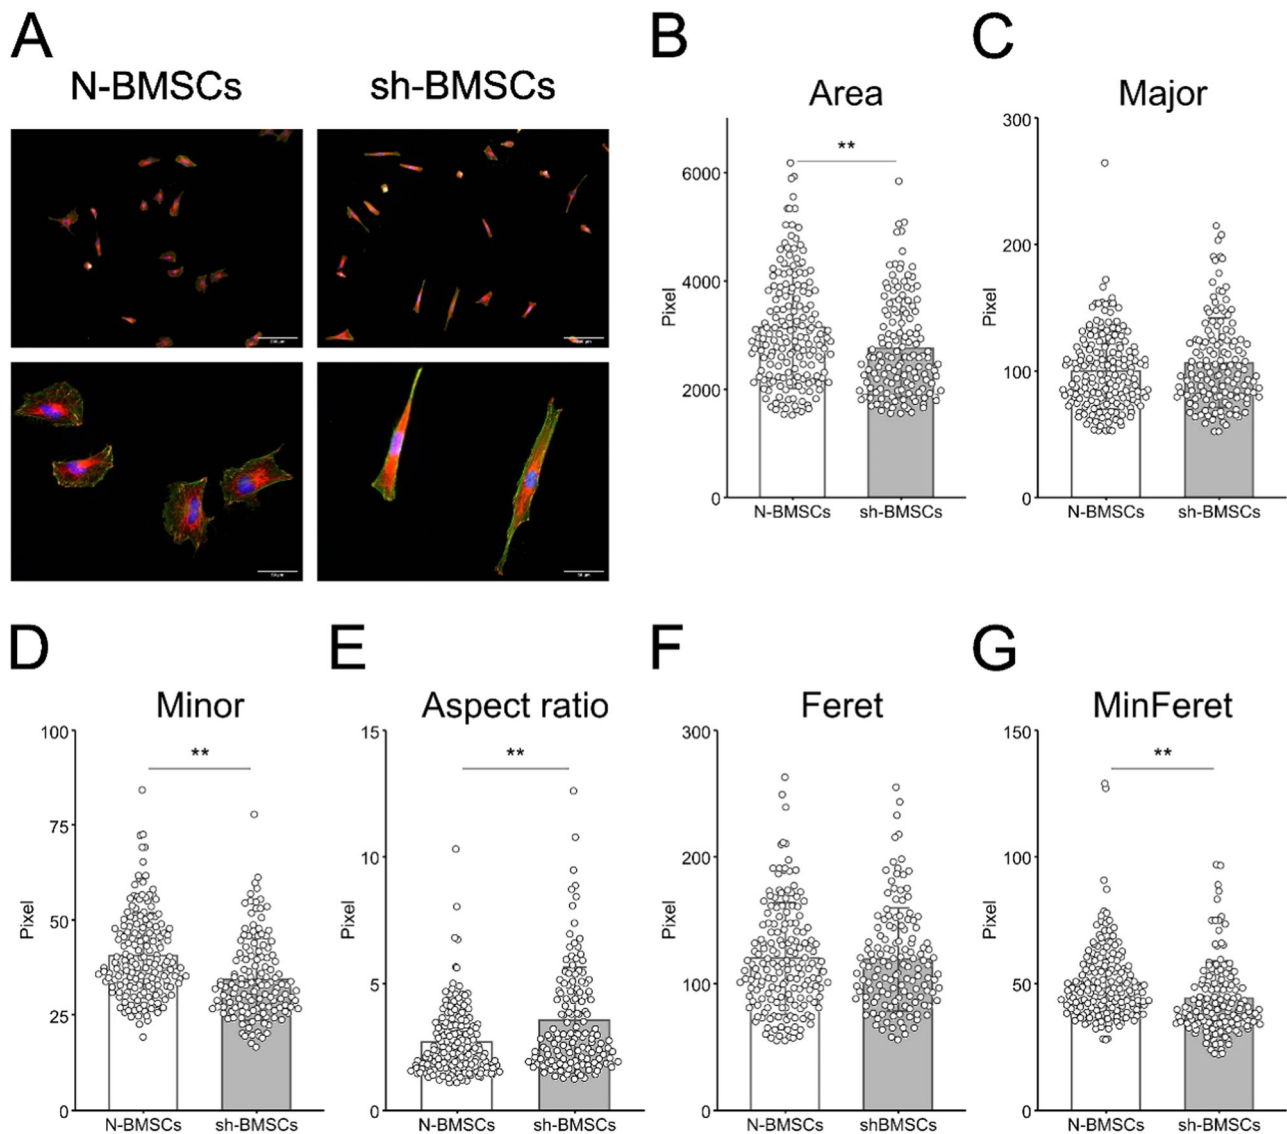 A
N-BMSCs
sh-BMSCs
B
Area
Pixel
6000
4000
2000
0
**
N-BMSCs
sh-BMSCs
C
Major
Pixel
300
200
100
0
N-BMSCs
sh-BMSCs
D
Minor
Pixel
100
75
50
25
0
**
N-BMSCs
sh-BMSCs
E
Aspect ratio
Pixel
15
10
5
0
**
N-BMSCs
sh-BMSCs
F
Feret
Pixel
300
200
100
0
N-BMSCs
shBMSCs
G
MinFeret
Pixel
150
100
50
0
**
N-BMSCs
sh-BMSCs